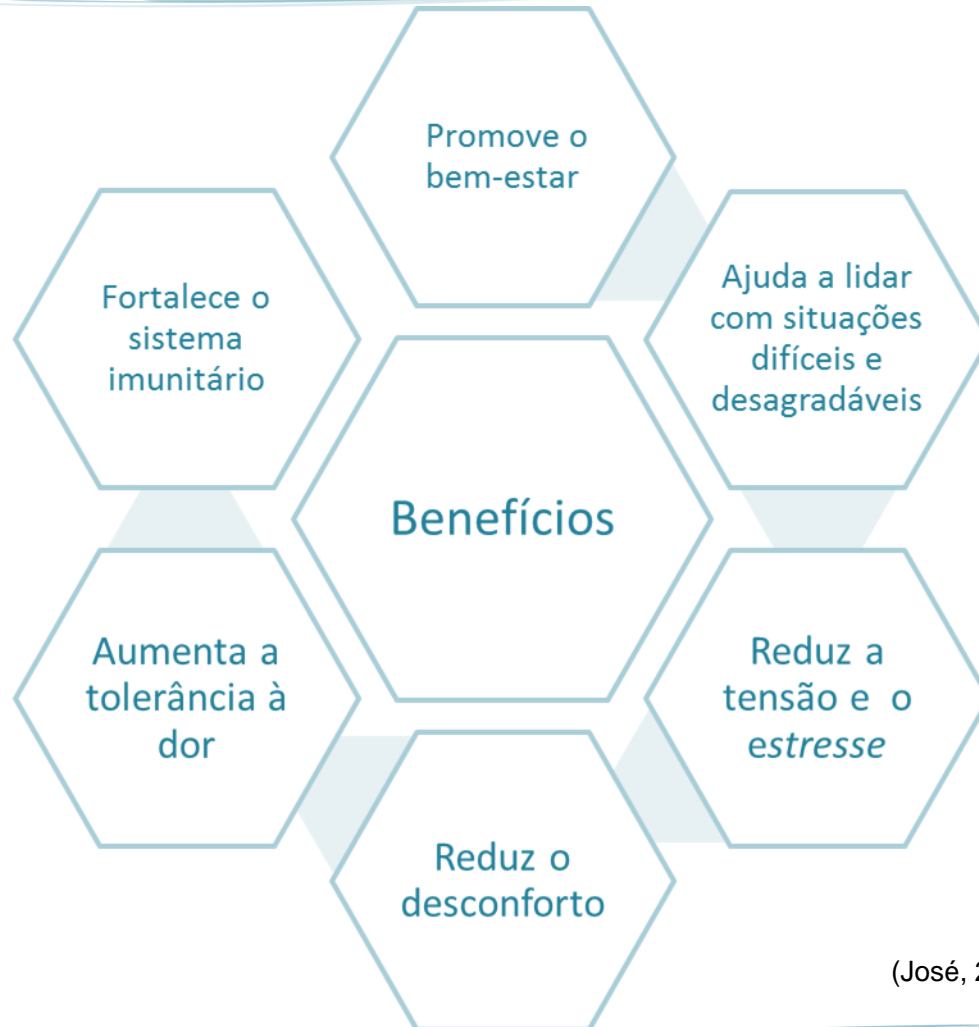 Promove o
bem-estar
Ajuda a lidar
com situações
difíceis e
desagradáveis
Fortalece o
sistema
imunitário
Benefícios
Reduz a
tensão e o
estresse
Aumenta a
tolerância à
dor
Reduz o
desconforto
(José,